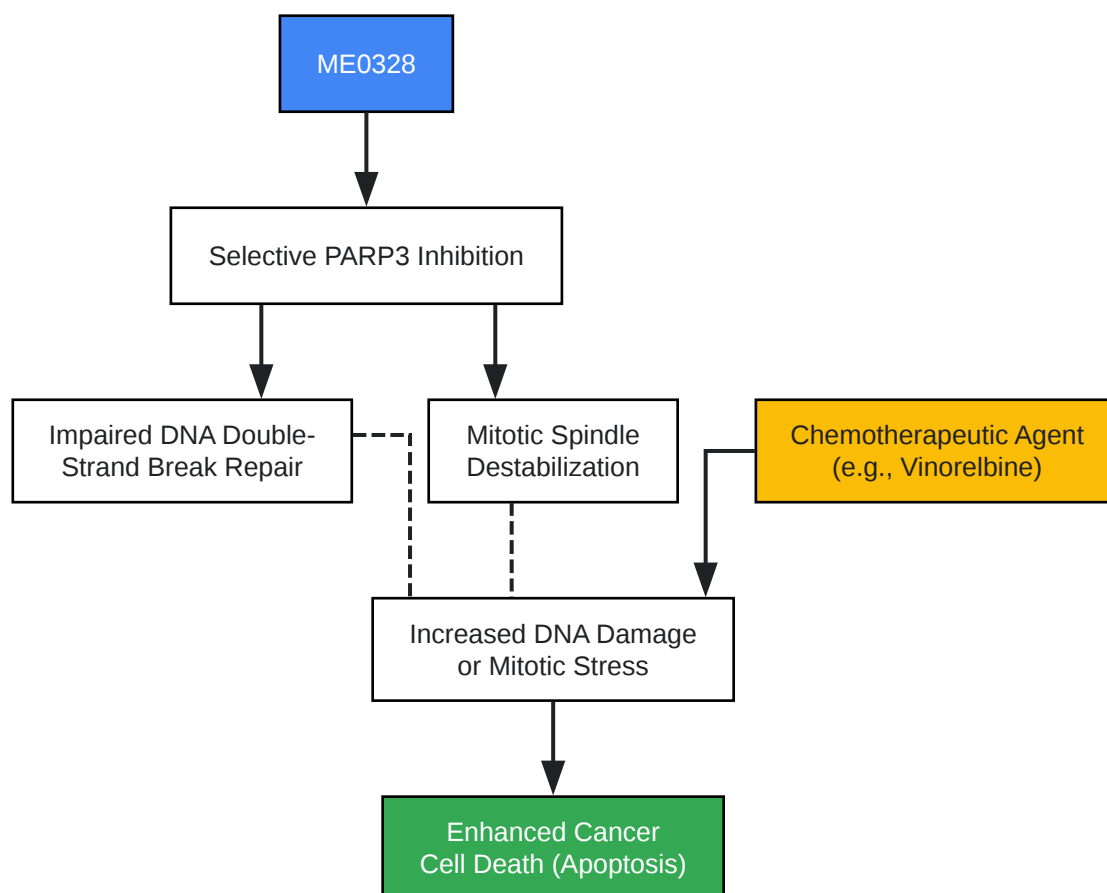 ME0328
Selective PARP3 Inhibition
Impaired DNA Double-
Strand Break Repair
Mitotic Spindle
Destabilization
Chemotherapeutic Agent
(e.g., Vinorelbine)
Increased DNA Damage
or Mitotic Stress
Enhanced Cancer
Cell Death (Apoptosis)